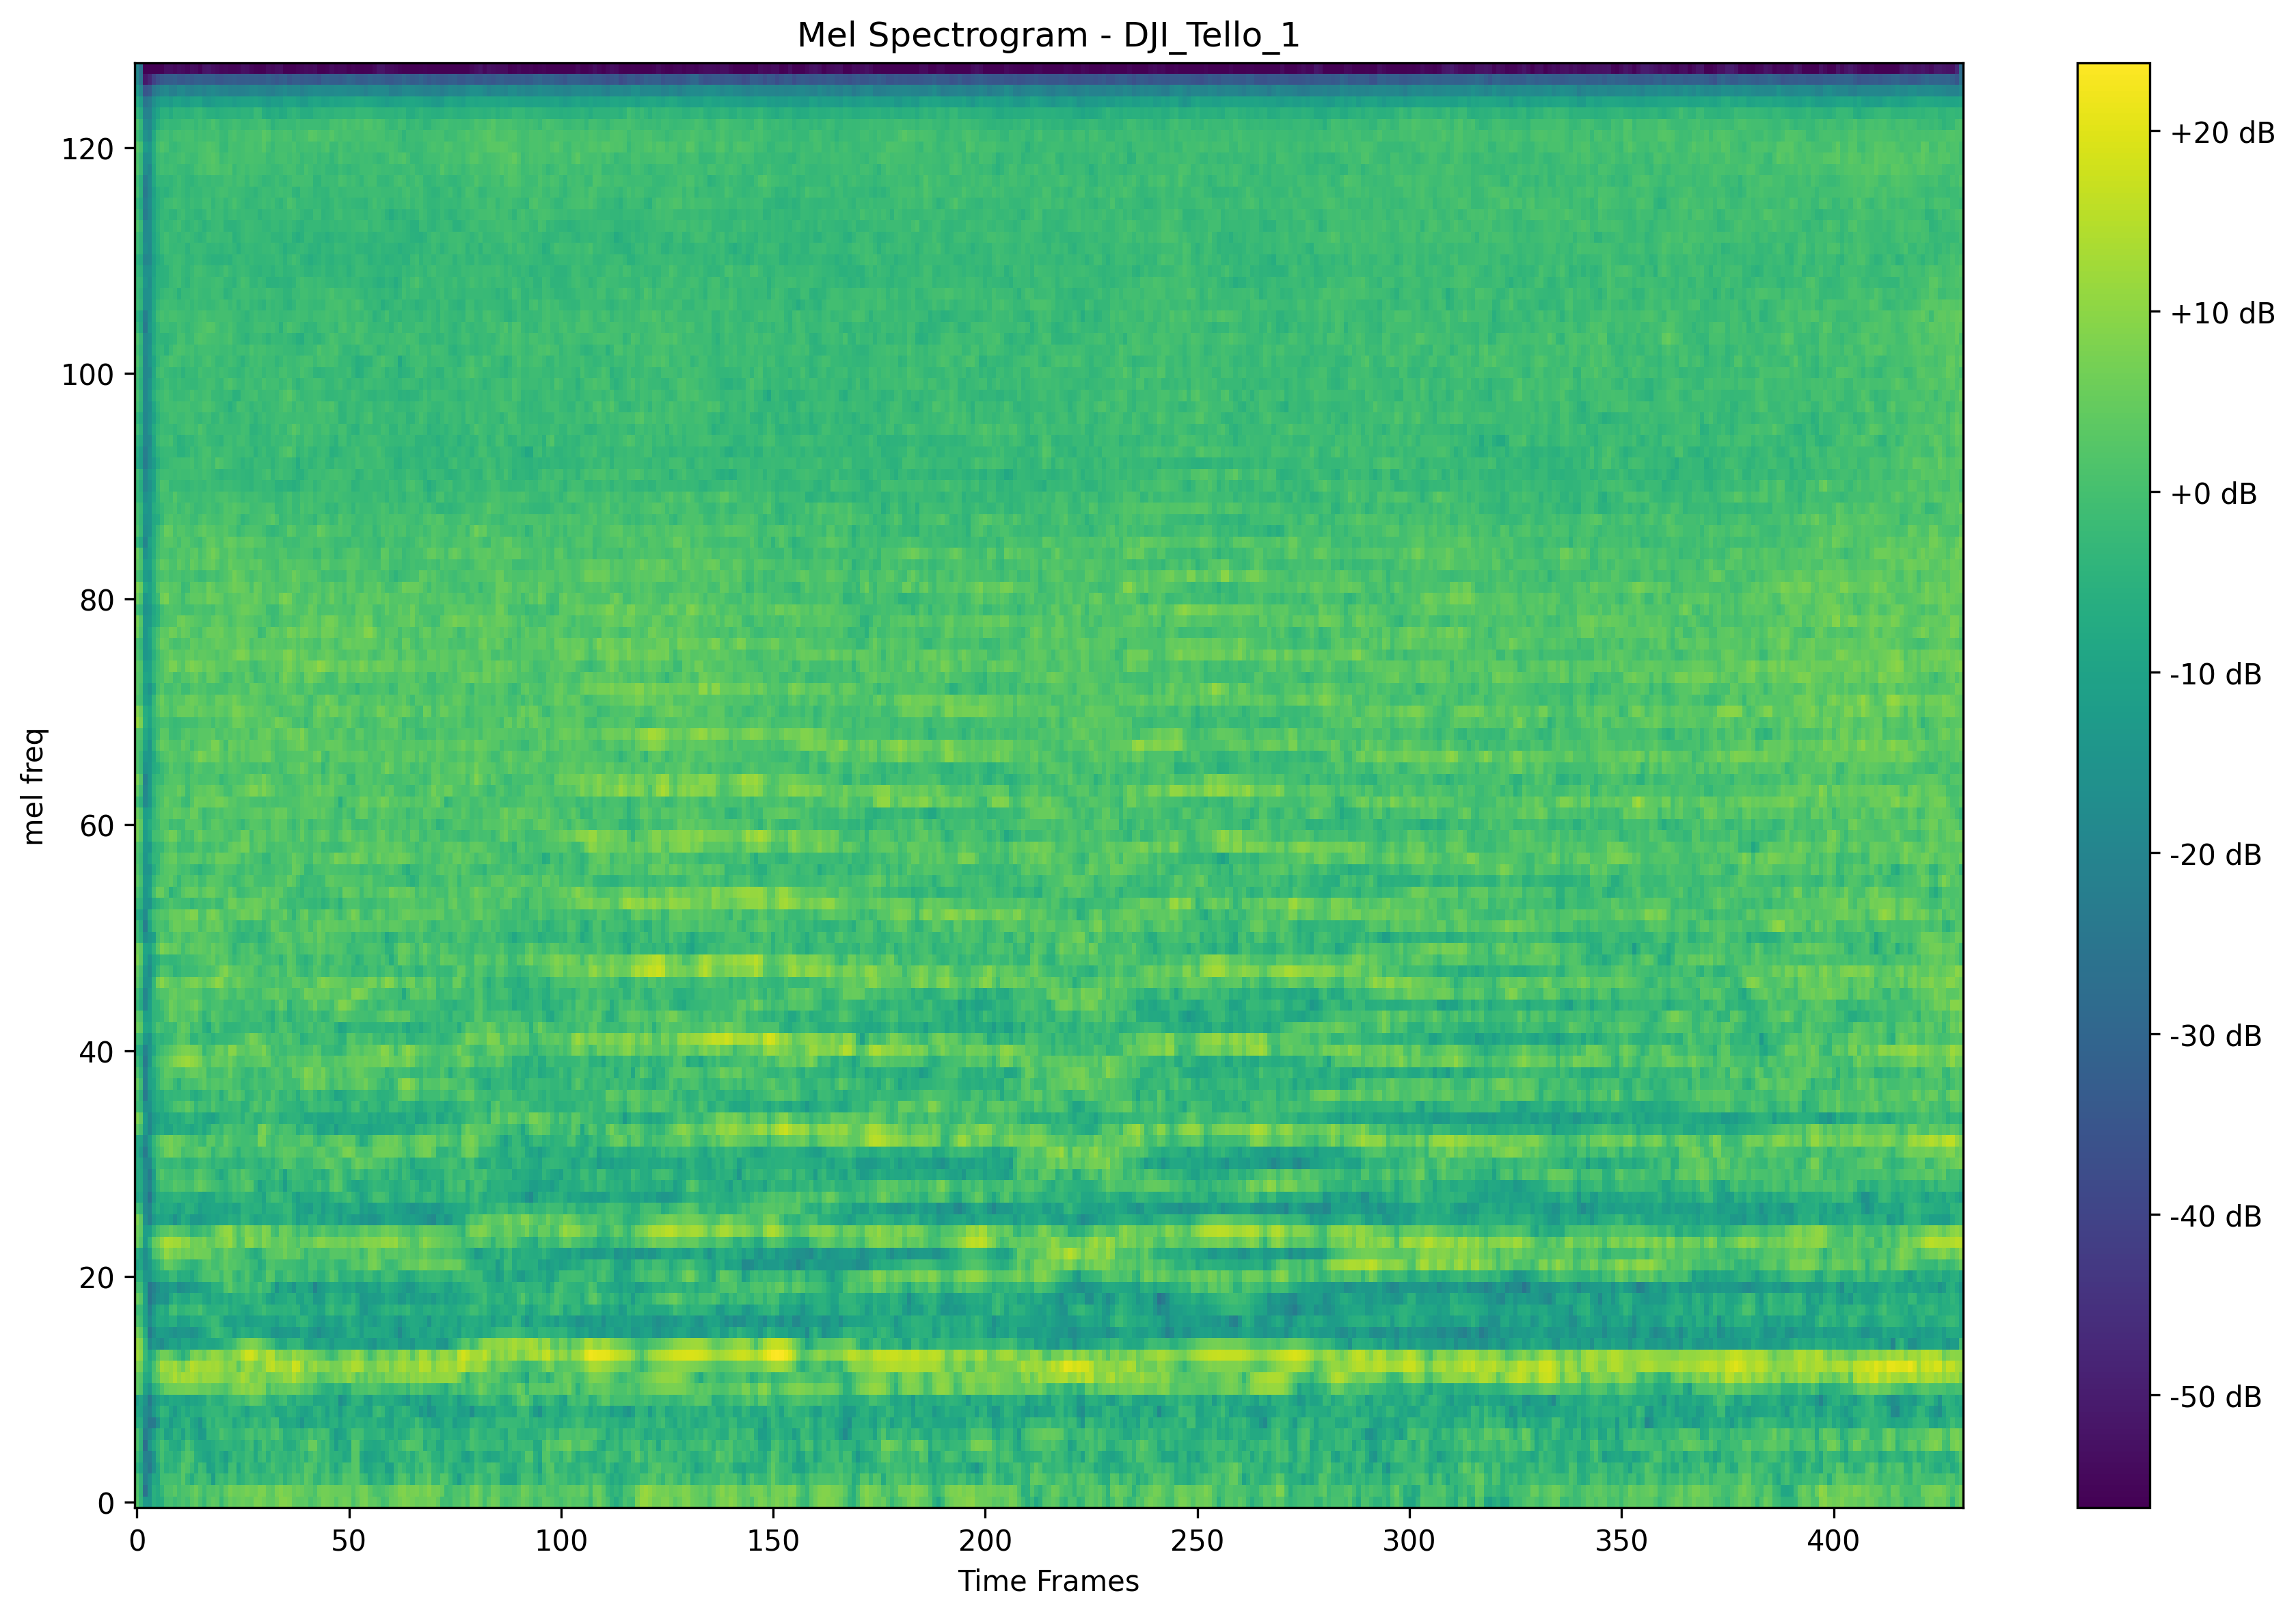 Mel Spectrogram - DJI_Tello_1
mel freq
120
100
80
60
40
20
0
0 50 100 150 200 250 300 350 400
Time Frames
+20 dB
+10 dB
+0 dB
-10 dB
-20 dB
-30 dB
-40 dB
-50 dB